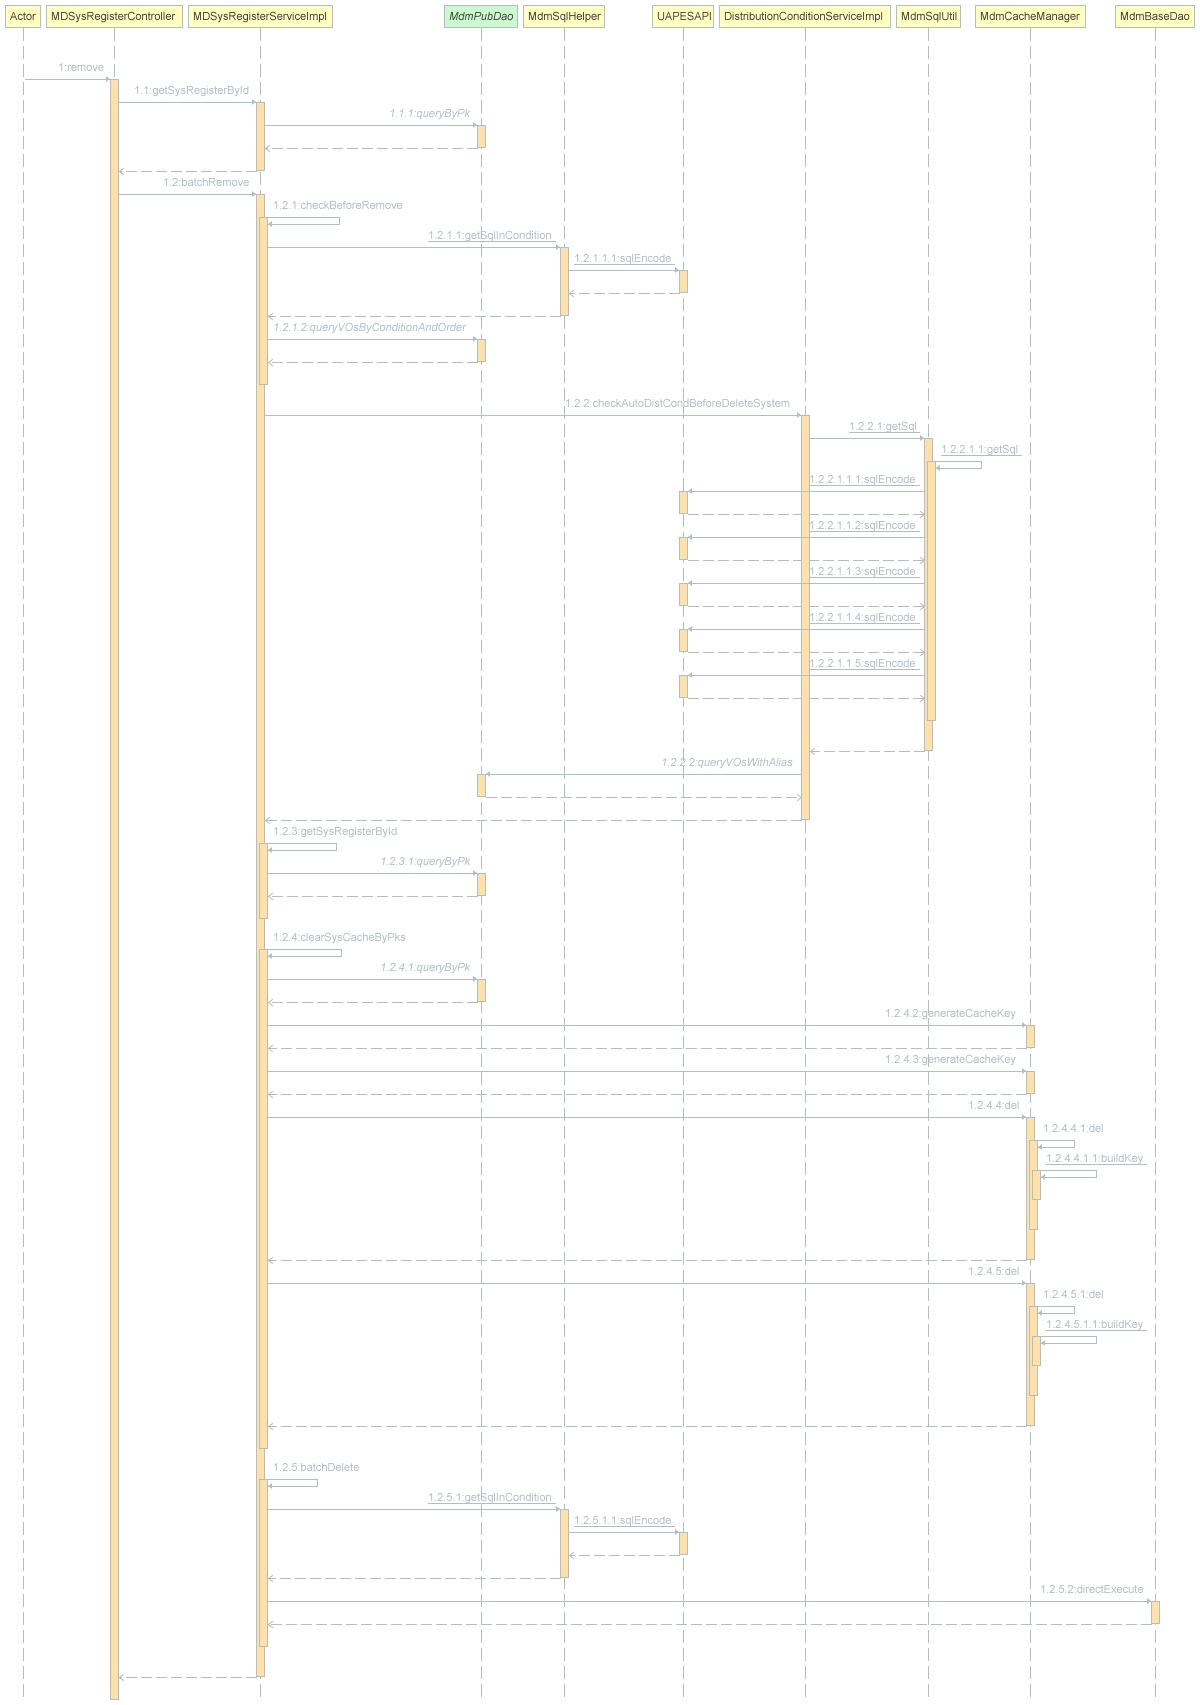 Actor
MDSysRegisterController
MDSysRegisterServiceImpl
MdmPubDao
MdmSqlHelper
UAPESAPI
DistributionConditionServiceImpl
MdmSqlUtil
MdmCacheManager
MdmBaseDao
1:remove
1.1:getSysRegisterById
1.1.1:queryByPk
1.2:batchRemove
1.2.1:checkBeforeRemove
1.2.1.1:getSqlInCondition
1.2.1.1.1:sqlEncode
1.2.1.2:queryVOsByConditionAndOrder
1.2.2:checkAutoDistCondBeforeDeleteSystem
1.2.2.1:getSql
1.2.2.1.1:getSql
1.2.2.1.1.1:sqlEncode
1.2.2.1.1.2:sqlEncode
1.2.2.1.1.3:sqlEncode
1.2.2.1.1.4:sqlEncode
1.2.2.1.1.5:sqlEncode
1.2.2.2:queryVOsWithAlias
1.2.3:getSysRegisterById
1.2.3.1:queryByPk
1.2.4:clearSysCacheByPks
1.2.4.1:queryByPk
1.2.4.2:generateCacheKey
1.2.4.3:generateCacheKey
1.2.4.4:del
1.2.4.4.1:del
1.2.4.4.1.1:buildKey
1.2.4.5:del
1.2.4.5.1:del
1.2.4.5.1.1:buildKey
1.2.5:batchDelete
1.2.5.1:getSqlInCondition
1.2.5.1.1:sqlEncode
1.2.5.2:directExecute